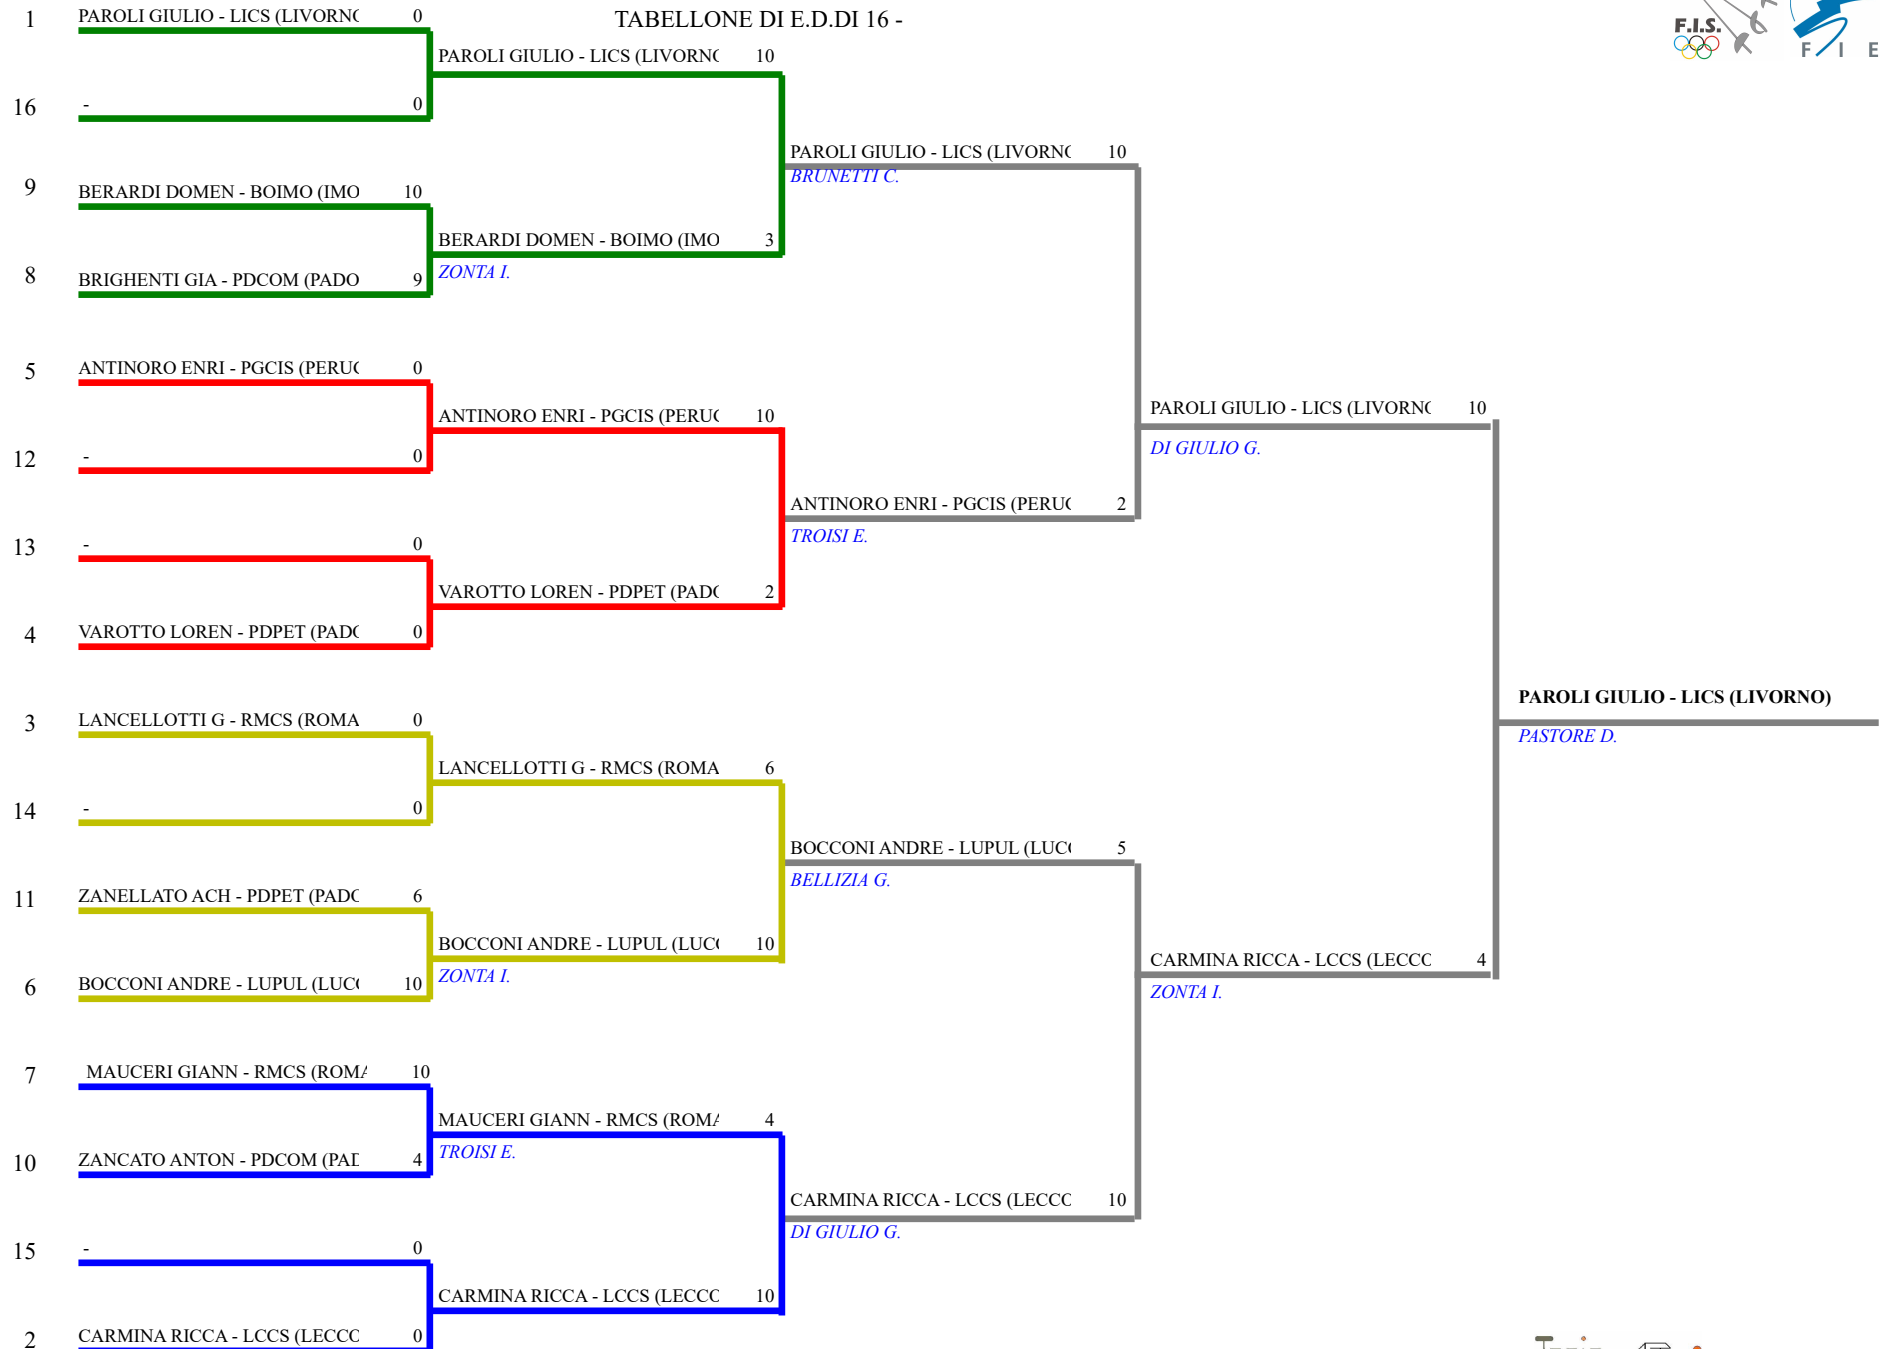 TABELLONE DI E.D.DI 16 -
F.I.S.
F I E
1 PAROLI GIULIO - LICS (LIVORNO 0
16 - 0
9 BERARDI DOMEN - BOIMO (IMO 10
8 BRIGHENTI GIA - PDCOM (PADO 9
5 ANTINORO ENRI - PGCIS (PERUG 0
12 - 0
13 - 0
4 VAROTTO LOREN - PDPET (PADO 0
3 LANCELLOTTI G - RMCS (ROMA 0
14 - 0
11 ZANELLATO ACH - PDPET (PADO 6
6 BOCCONI ANDRE - LUPUL (LUCC 10
7 MAUCERI GIANN - RMCS (ROMA 10
10 ZANCATO ANTON - PDCOM (PAD 4
15 - 0
2 CARMINA RICCA - LCCS (LECCO 0
PAROLI GIULIO - LICS (LIVORNO 10
BERARDI DOMEN - BOIMO (IMO 3
ZONTA I.
ANTINORO ENRI - PGCIS (PERUG 10
VAROTTO LOREN - PDPET (PADO 2
LANCELLOTTI G - RMCS (ROMA 6
BOCCONI ANDRE - LUPUL (LUCC 10
ZONTA I.
MAUCERI GIANN - RMCS (ROMA 4
TROISI E.
CARMINA RICCA - LCCS (LECCO 10
PAROLI GIULIO - LICS (LIVORNO 10
BRUNETTI C.
ANTINORO ENRI - PGCIS (PERUG 2
TROISI E.
BOCCONI ANDRE - LUPUL (LUCC 5
BELLIZIA G.
CARMINA RICCA - LCCS (LECCO 10
DI GIULIO G.
PAROLI GIULIO - LICS (LIVORNO 10
DI GIULIO G.
CARMINA RICCA - LCCS (LECCO 4
ZONTA I.
PAROLI GIULIO - LICS (LIVORNO)
PASTORE D.